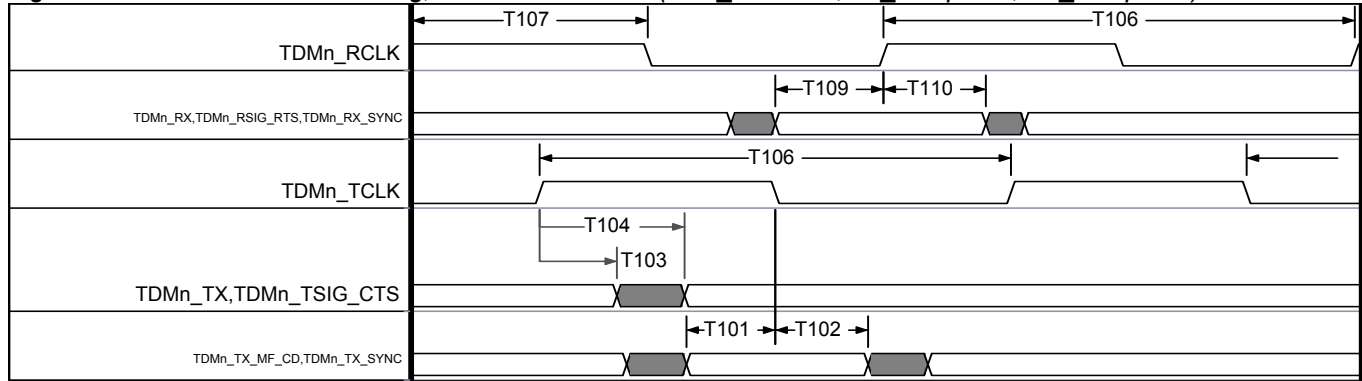 T107
T106
TDMn_RCLK
T109
T110
TDMn_RX,TDMn_RSIG_RTS,TDMn_RX_SYNC
T106
TDMn_TCLK
T104
T103
TDMn_TX,TDMn_TSIG_CTS
T101
T102
TDMn_TX_MF_CD,TDMn_TX_SYNC